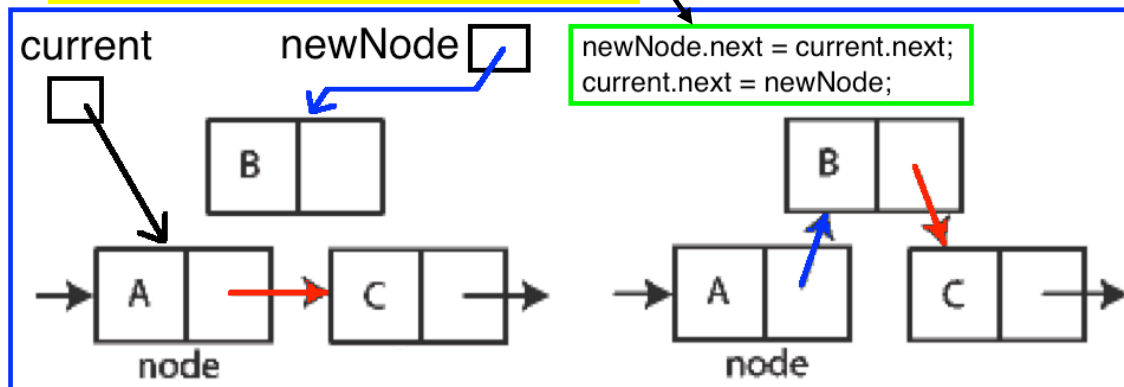 current
newNode
newNode.next = current.next;
current.next = newNode;
B
A
C
node
B
A
C
node